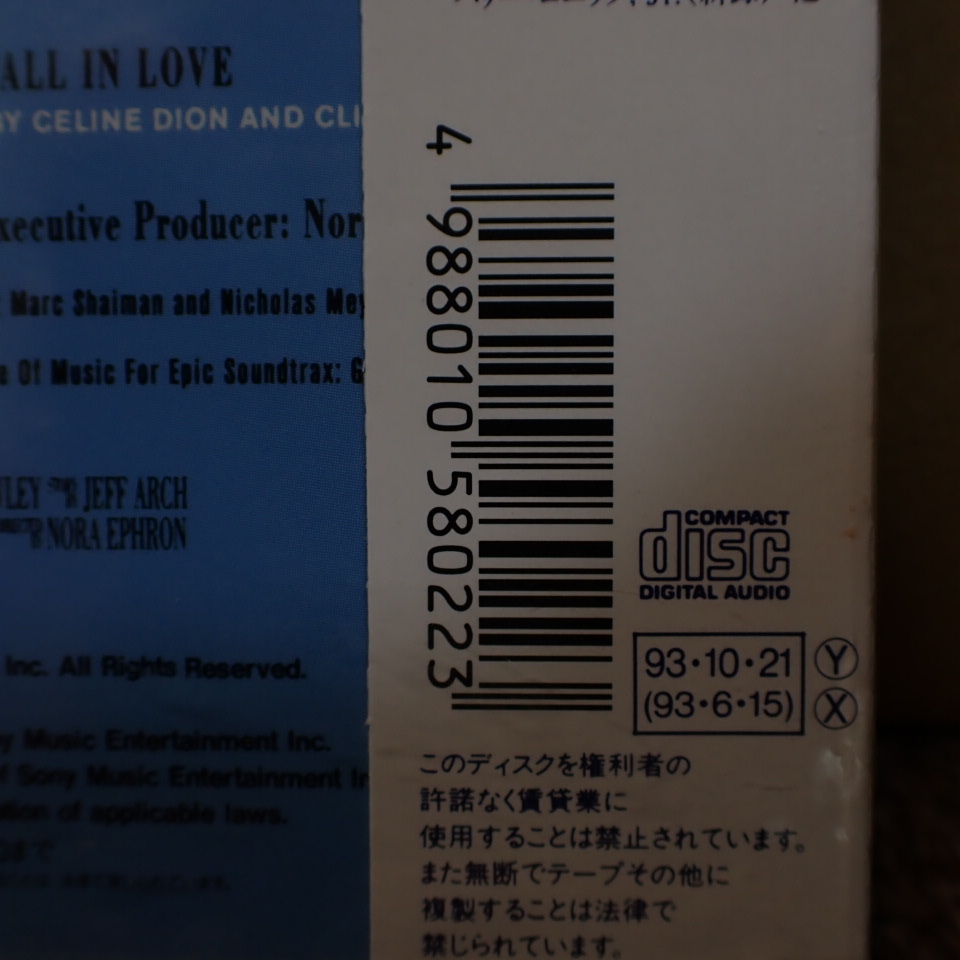 ALL IN LOVE
BY CELINE DION AND CLI
xecutive Producer: Nor
Marc Shaiman and Nicholas Mey
e Of Music For Epic Soundtrax: G
JEFF ARCH
NORA EPHRON
Inc. All Rights Reserved.
y Music Entertainment Inc.
f Sony Music Entertainment In
ation of applicable laws.
4 988010 580223
COMPACT
disc
DIGITAL AUDIO
93・10・21 Ⓨ
(93・6・15) Ⓧ
このディスクを権利者の
許諾なく賃貸業に
使用することは禁止されています。
また無断でテープその他に
複製することは法律で
禁じられています。